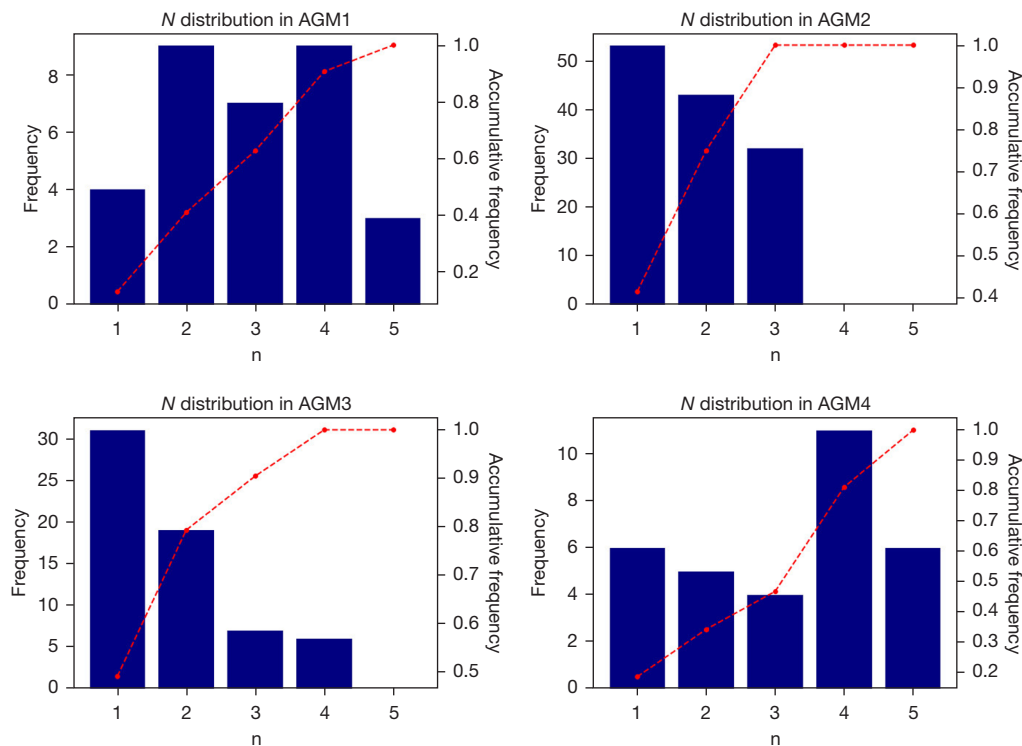 N distribution in AGM1
Frequency
8
6
4
2
0
1 2 3 4 5
n
1.0
0.8
0.6
0.4
0.2
Accumulative frequency
N distribution in AGM2
Frequency
50
40
30
20
10
0
1 2 3 4 5
n
1.0
0.9
0.8
0.7
0.6
0.5
0.4
Accumulative frequency
N distribution in AGM3
Frequency
30
25
20
15
10
5
0
1 2 3 4 5
n
1.0
0.9
0.8
0.7
0.6
0.5
Accumulative frequency
N distribution in AGM4
Frequency
10
8
6
4
2
0
1 2 3 4 5
n
1.0
0.9
0.8
0.7
0.6
0.5
0.4
0.3
0.2
Accumulative frequency